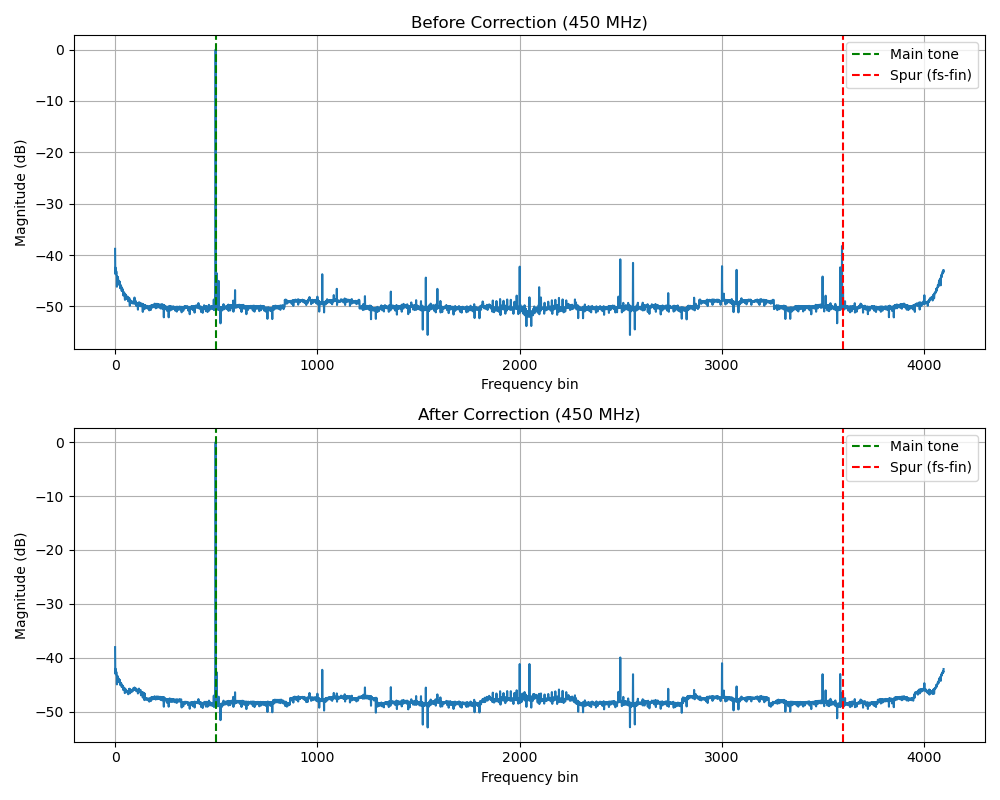 Before Correction (450 MHz)
Magnitude (dB)
0
−10
−20
−30
−40
−50
Main tone
Spur (fs-fin)
0 1000 2000 3000 4000
Frequency bin
After Correction (450 MHz)
Magnitude (dB)
0
−10
−20
−30
−40
−50
Main tone
Spur (fs-fin)
0 1000 2000 3000 4000
Frequency bin